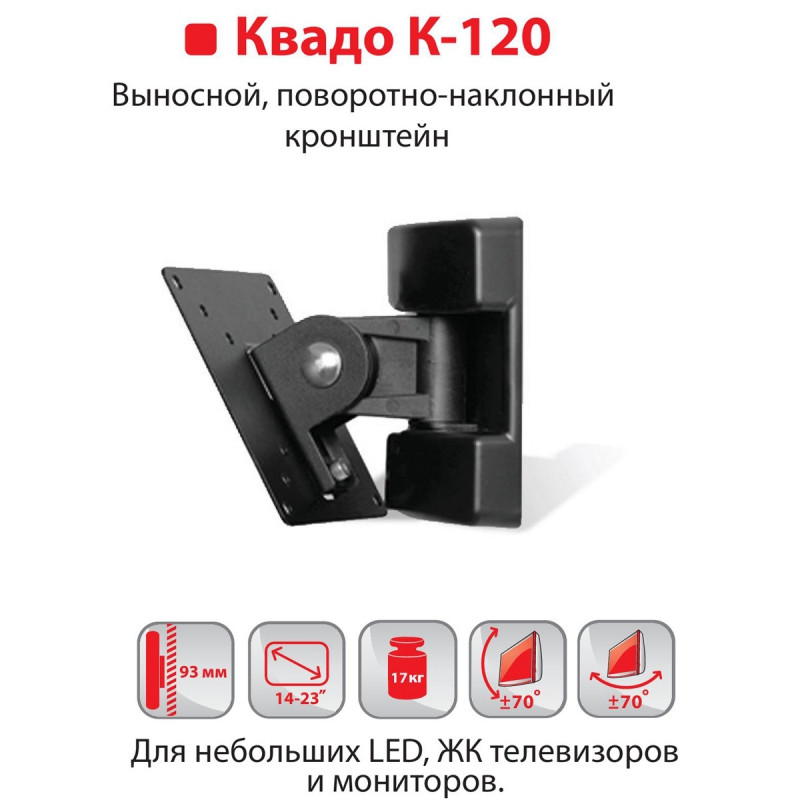 Квадо К-120
Выносной, поворотно-наклонный
кронштейн
93 мм
14-23"
17кг
±70°
±70°
Для небольших LED, ЖК телевизоров
и мониторов.